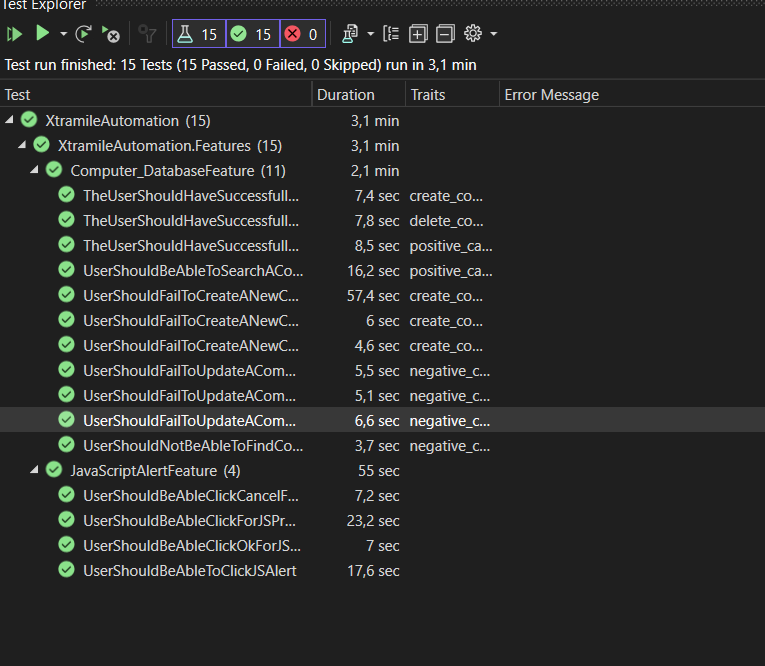 Test Explorer
15 15 0
Test run finished: 15 Tests (15 Passed, 0 Failed, 0 Skipped) run in 3,1 min
Test Duration Traits Error Message
XtramileAutomation (15) 3,1 min
XtramileAutomation.Features (15) 3,1 min
Computer_DatabaseFeature (11) 2,1 min
TheUserShouldHaveSuccessfull... 7,4 sec create_co...
TheUserShouldHaveSuccessfull... 7,8 sec delete_co...
TheUserShouldHaveSuccessfull... 8,5 sec positive_ca...
UserShouldBeAbleToSearchACo... 16,2 sec positive_ca...
UserShouldFailToCreateANewC... 57,4 sec create_co...
UserShouldFailToCreateANewC... 6 sec create_co...
UserShouldFailToCreateANewC... 4,6 sec create_co...
UserShouldFailToUpdateACom... 5,5 sec negative_c...
UserShouldFailToUpdateACom... 5,1 sec negative_c...
UserShouldFailToUpdateACom... 6,6 sec negative_c...
UserShouldNotBeAbleToFindCo... 3,7 sec negative_c...
JavaScriptAlertFeature (4) 55 sec
UserShouldBeAbleClickCancelF... 7,2 sec
UserShouldBeAbleClickForJSPr... 23,2 sec
UserShouldBeAbleClickOkForJS... 7 sec
UserShouldBeAbleToClickJSAlert 17,6 sec